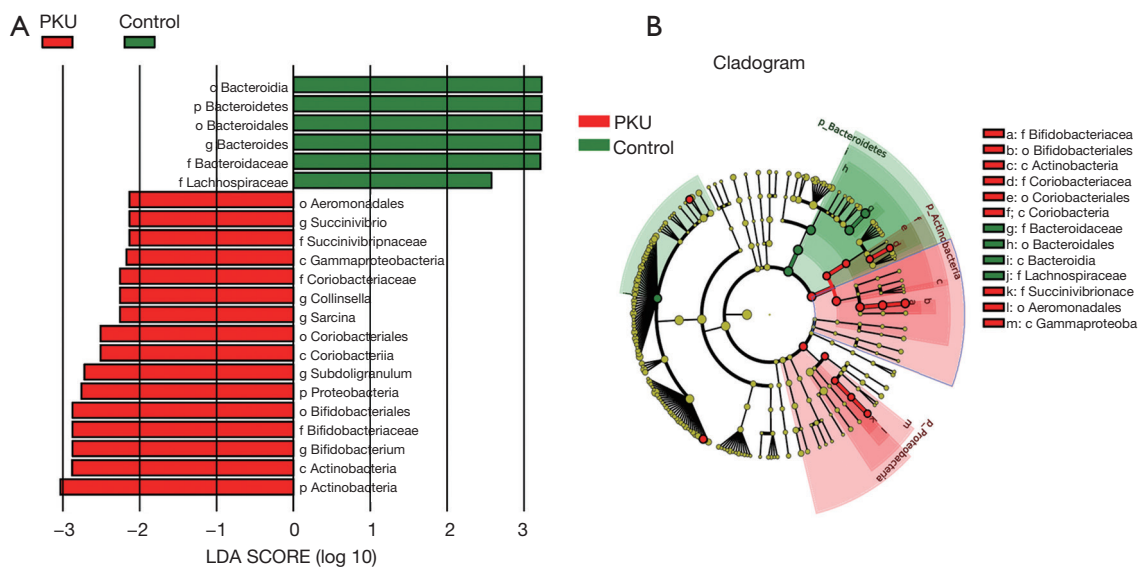 A
PKU
Control
c Bacteroidia
p Bacteroidetes
o Bacteroidales
g Bacteroides
f Bacteroidaceae
f Lachnospiraceae
o Aeromonadales
g Succinivibrio
f Succinivibripnaceae
c Gammaproteobacteria
f Coriobacteriaceae
g Collinsella
g Sarcina
o Coriobacteriales
c Coriobacteriia
g Subdoligranulum
p Proteobacteria
o Bifidobacteriales
f Bifidobacteriaceae
g Bifidobacterium
c Actinobacteria
p Actinobacteria
–3 –2 –1 0 1 2 3
LDA SCORE (log 10)
B
Cladogram
PKU
Control
p_Bacteroidetes
p_Actinobacteria
p_Proteobacteria
h
c
b
a
d
m
a: f Bifidobacteriacea
b: o Bifidobacteriales
c: c Actinobacteria
d: f Coriobacteriacea
e: o Coriobacteriales
f; c Coriobacteria
g: f Bacteroidaceae
h: o Bacteroidales
i: c Bacteroidia
j: f Lachnospiraceae
k: f Succinivibrionace
l: o Aeromonadales
m: c Gammaproteoba